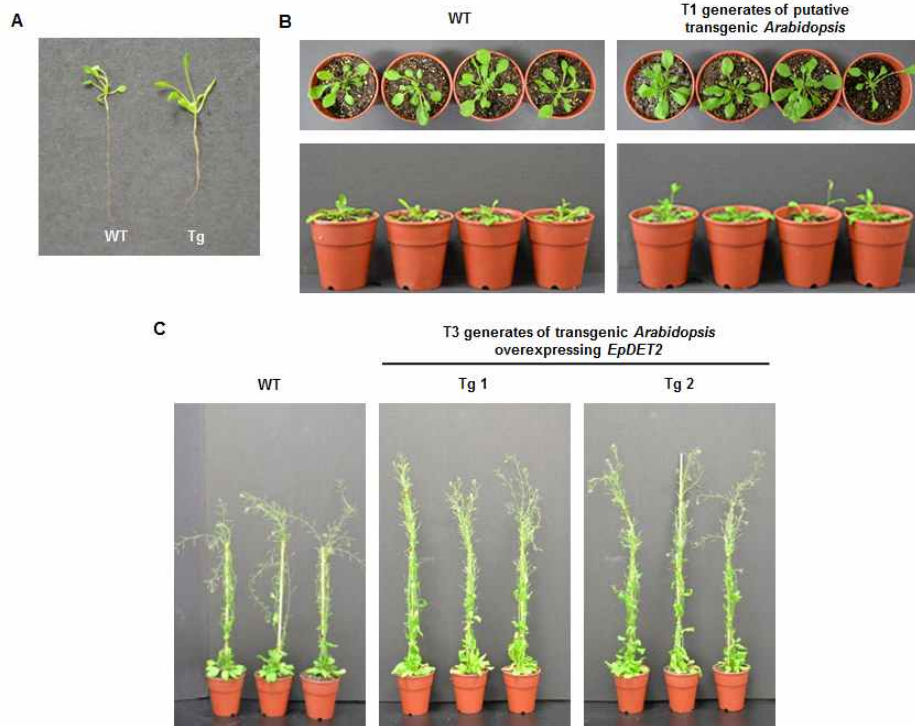 A
WT
Tg
B
WT
T1 generates of putative
transgenic Arabidopsis
C
T3 generates of transgenic Arabidopsis
overexpressing EpDET2
WT
Tg 1
Tg 2